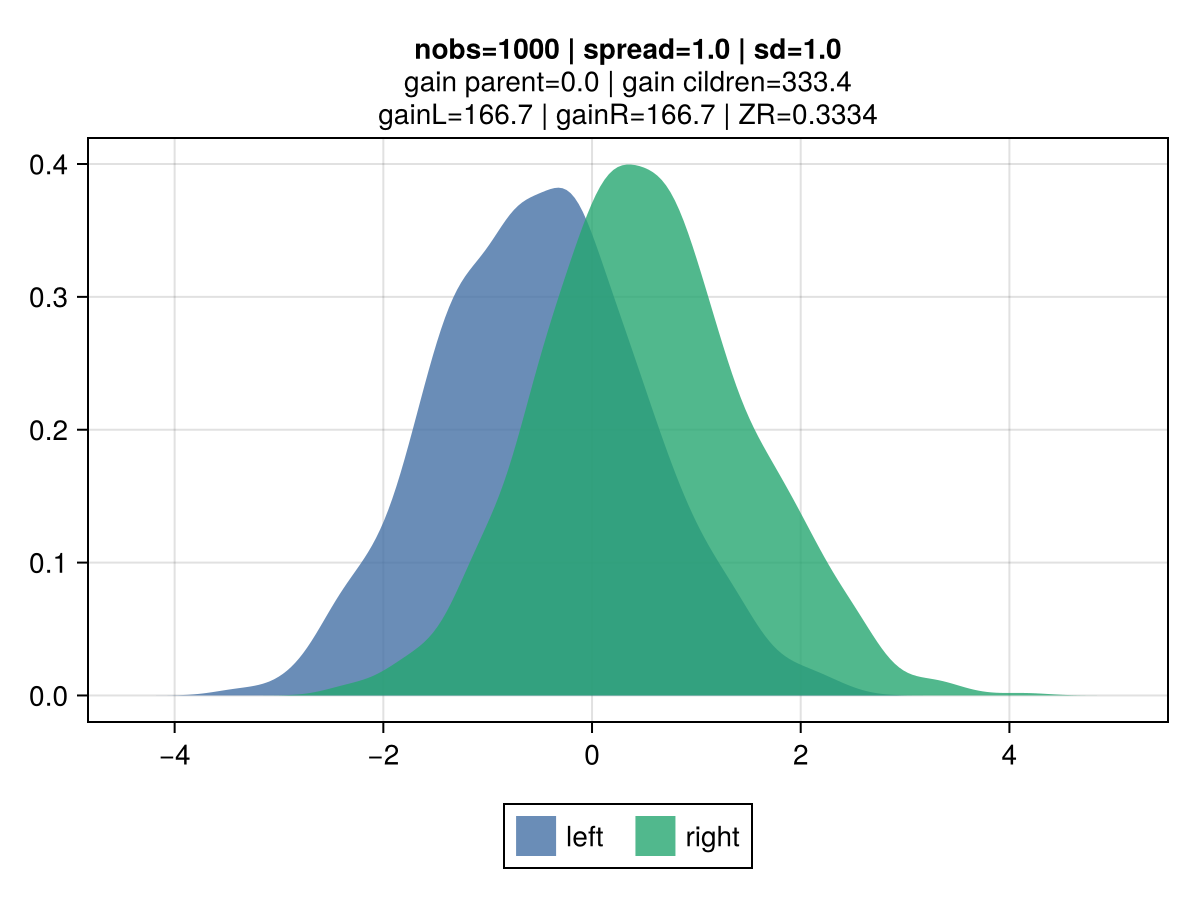 nobs=1000 | spread=1.0 | sd=1.0
gain parent=0.0 | gain cildren=333.4
gainL=166.7 | gainR=166.7 | ZR=0.3334
0.4
0.3
0.2
0.1
0.0
−4 −2 0 2 4
left right